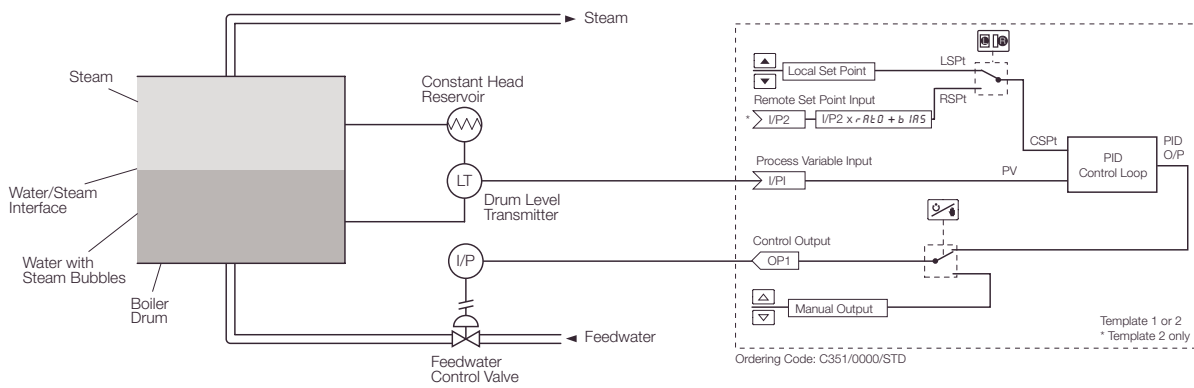 Steam
Steam
Constant Head
Reservoir
LT
Drum Level
Transmitter
Water/Steam
Interface
Water with
Steam Bubbles
Boiler
Drum
I/P
Feedwater
Feedwater
Control Valve
L R
Local Set Point
LSPt
Remote Set Point Input
RSPt
* I/P2
I/P2 x rAtO + bIAS
CSPt
Process Variable Input
I/P1
PV
PID
Control Loop
PID
O/P
Control Output
OP1
Manual Output
Template 1 or 2
* Template 2 only
Ordering Code: C351/0000/STD